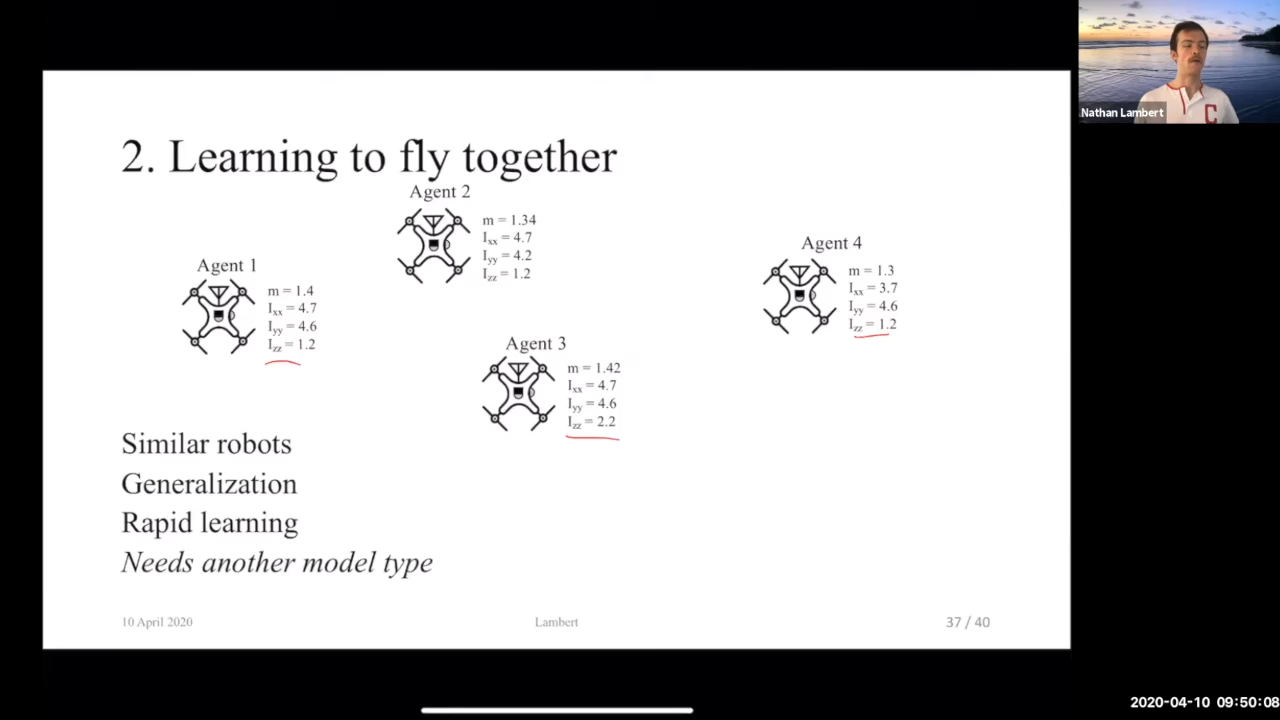 2. Learning to fly together
Agent 2
m = 1.34
Ixx = 4.7
Iyy = 4.2
Izz = 1.2
Agent 1
m = 1.4
Ixx = 4.7
Iyy = 4.6
Izz = 1.2
Agent 4
m = 1.3
Ixx = 3.7
Iyy = 4.6
Izz = 1.2
Agent 3
m = 1.42
Ixx = 4.7
Iyy = 4.6
Izz = 2.2
Similar robots
Generalization
Rapid learning
Needs another model type
10 April 2020
Lambert
37 / 40
Nathan Lambert
C
2020-04-10 09:50:08